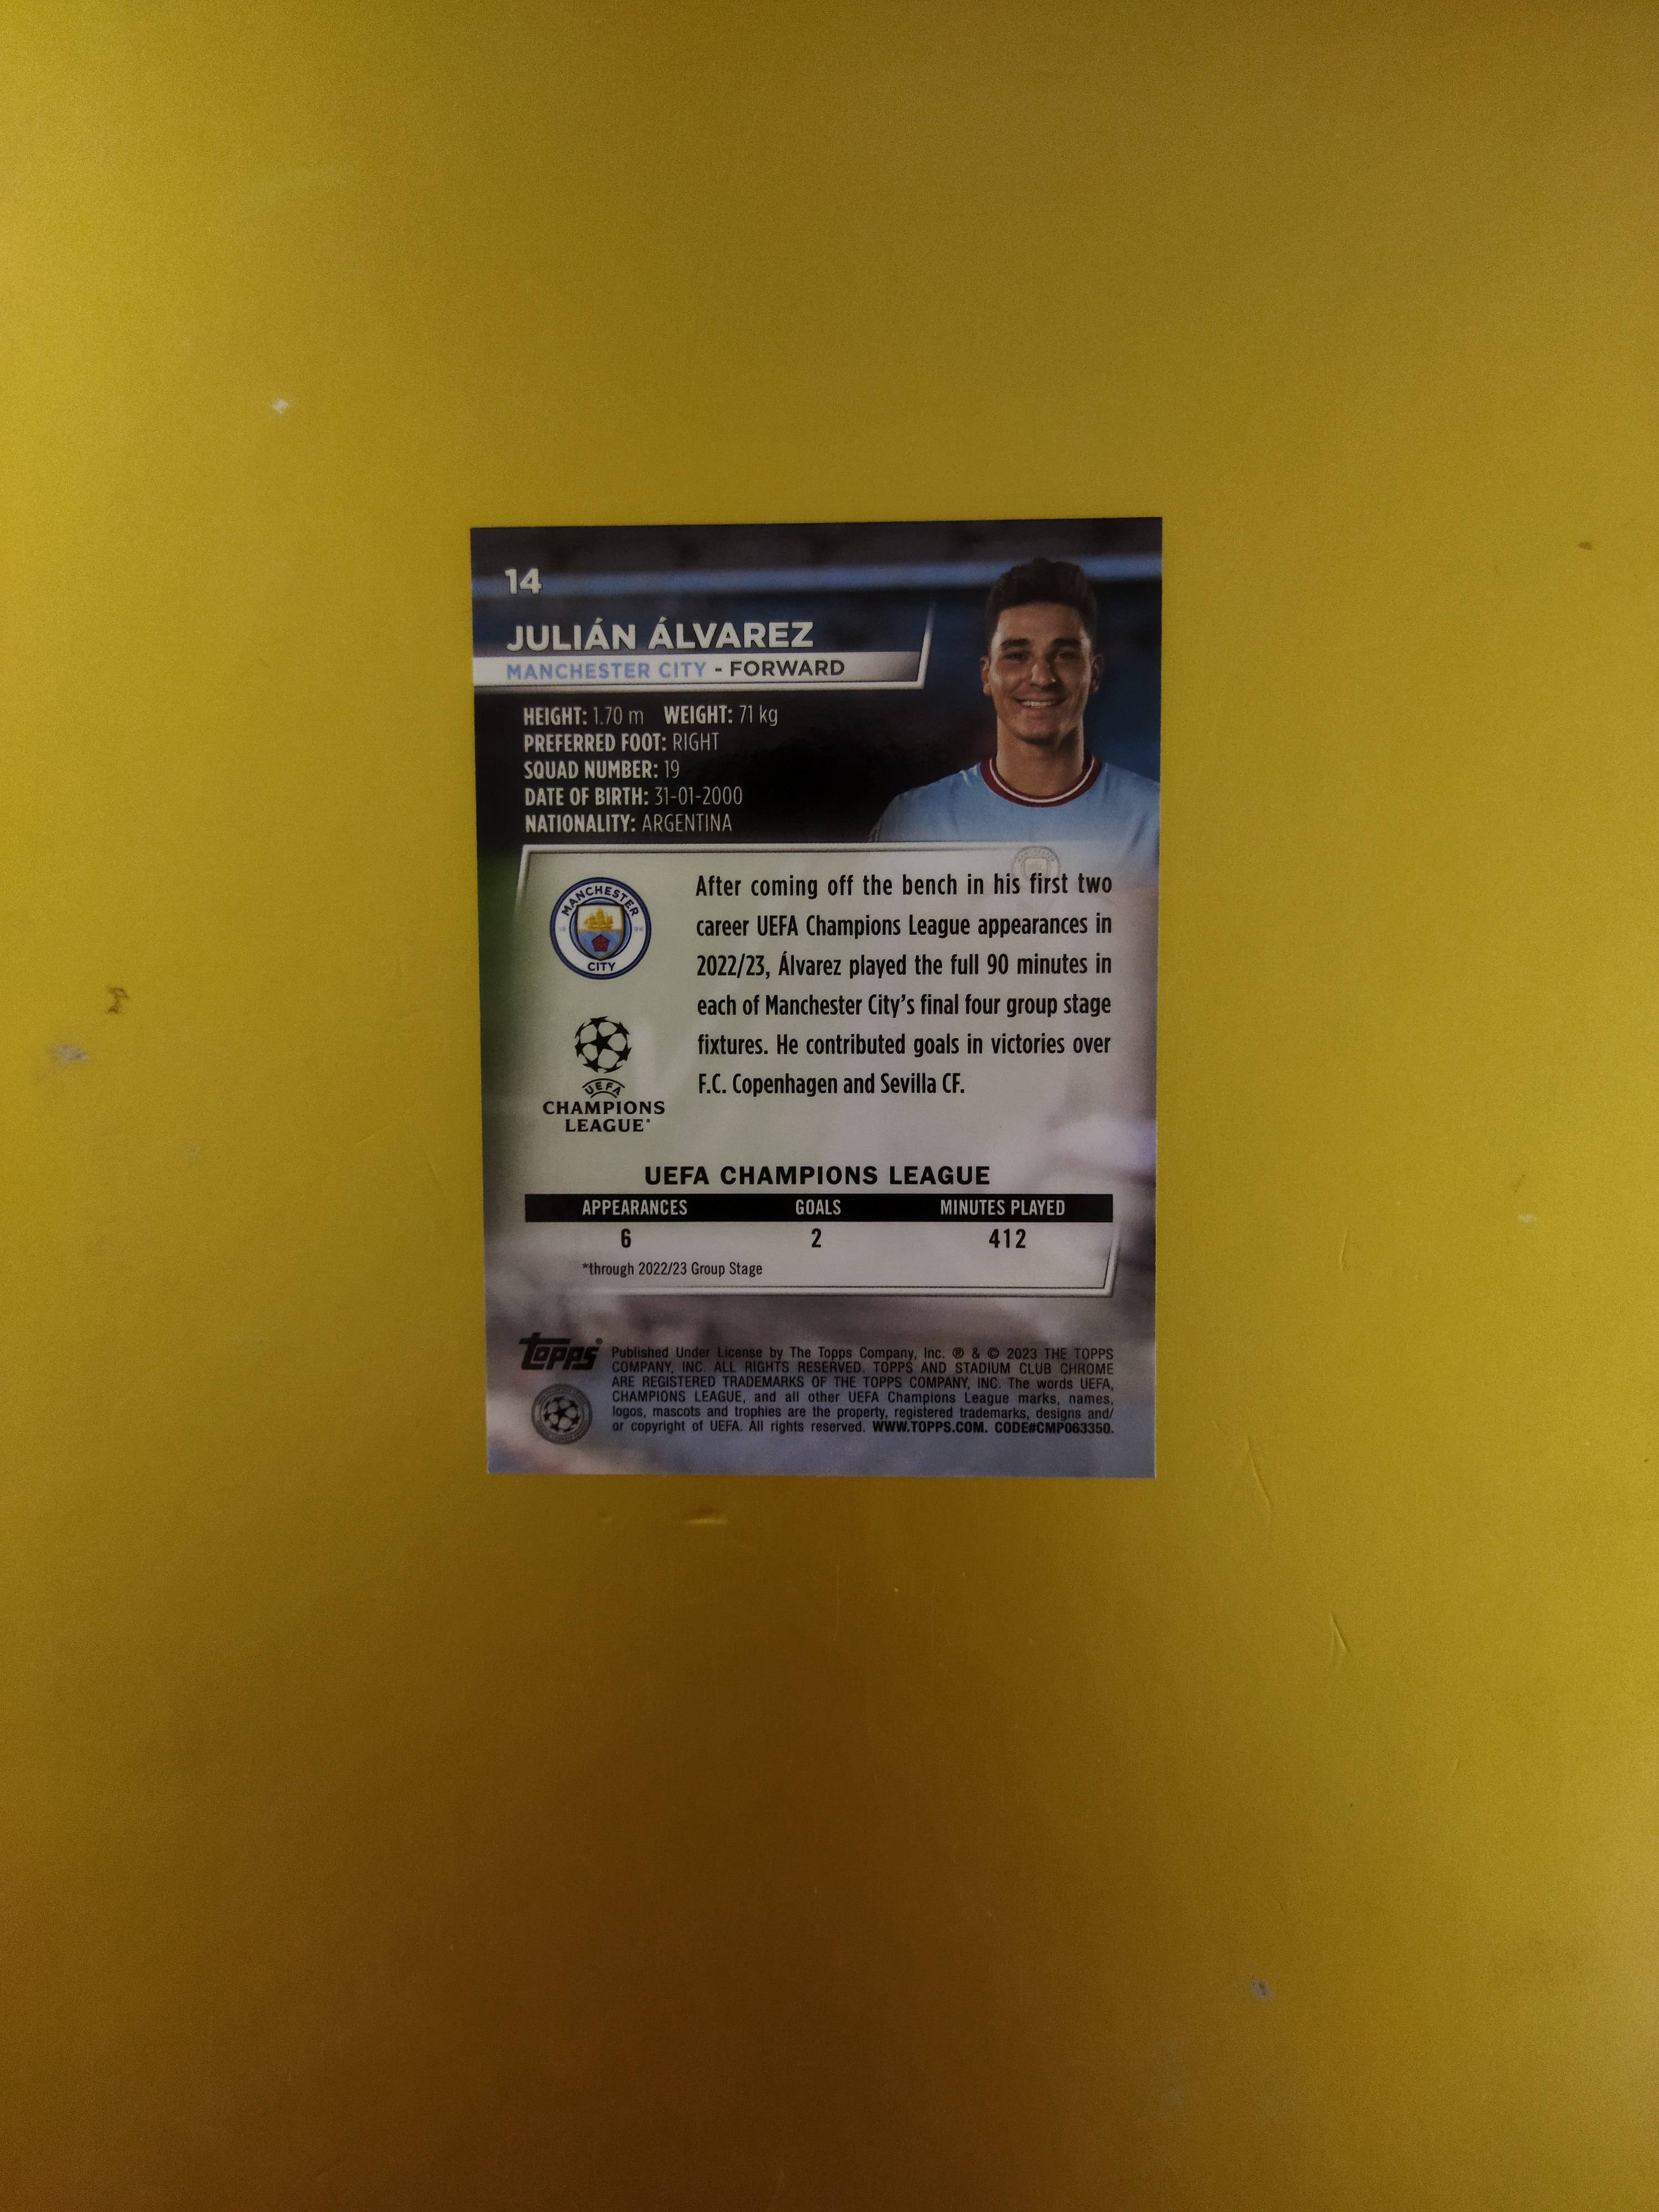 14
JULIÁN ÁLVAREZ
MANCHESTER CITY - FORWARD
HEIGHT: 1.70 m WEIGHT: 71 kg
PREFERRED FOOT: RIGHT
SQUAD NUMBER: 19
DATE OF BIRTH: 31-01-2000
NATIONALITY: ARGENTINA
MANCHESTER
CITY
After coming off the bench in his first two
career UEFA Champions League appearances in
2022/23, Álvarez played the full 90 minutes in
each of Manchester City's final four group stage
fixtures. He contributed goals in victories over
F.C. Copenhagen and Sevilla CF.
UEFA
CHAMPIONS
LEAGUE®
UEFA CHAMPIONS LEAGUE
APPEARANCES GOALS MINUTES PLAYED
6 2 412
*through 2022/23 Group Stage
Topps®
Published Under License by The Topps Company, Inc. ® & © 2023 THE TOPPS
COMPANY, INC. ALL RIGHTS RESERVED. TOPPS AND STADIUM CLUB CHROME
ARE REGISTERED TRADEMARKS OF THE TOPPS COMPANY, INC. The words UEFA,
CHAMPIONS LEAGUE, and all other UEFA Champions League marks, names,
logos, mascots and trophies are the property, registered trademarks, designs and/
or copyright of UEFA. All rights reserved. WWW.TOPPS.COM. CODE#CMP063350.